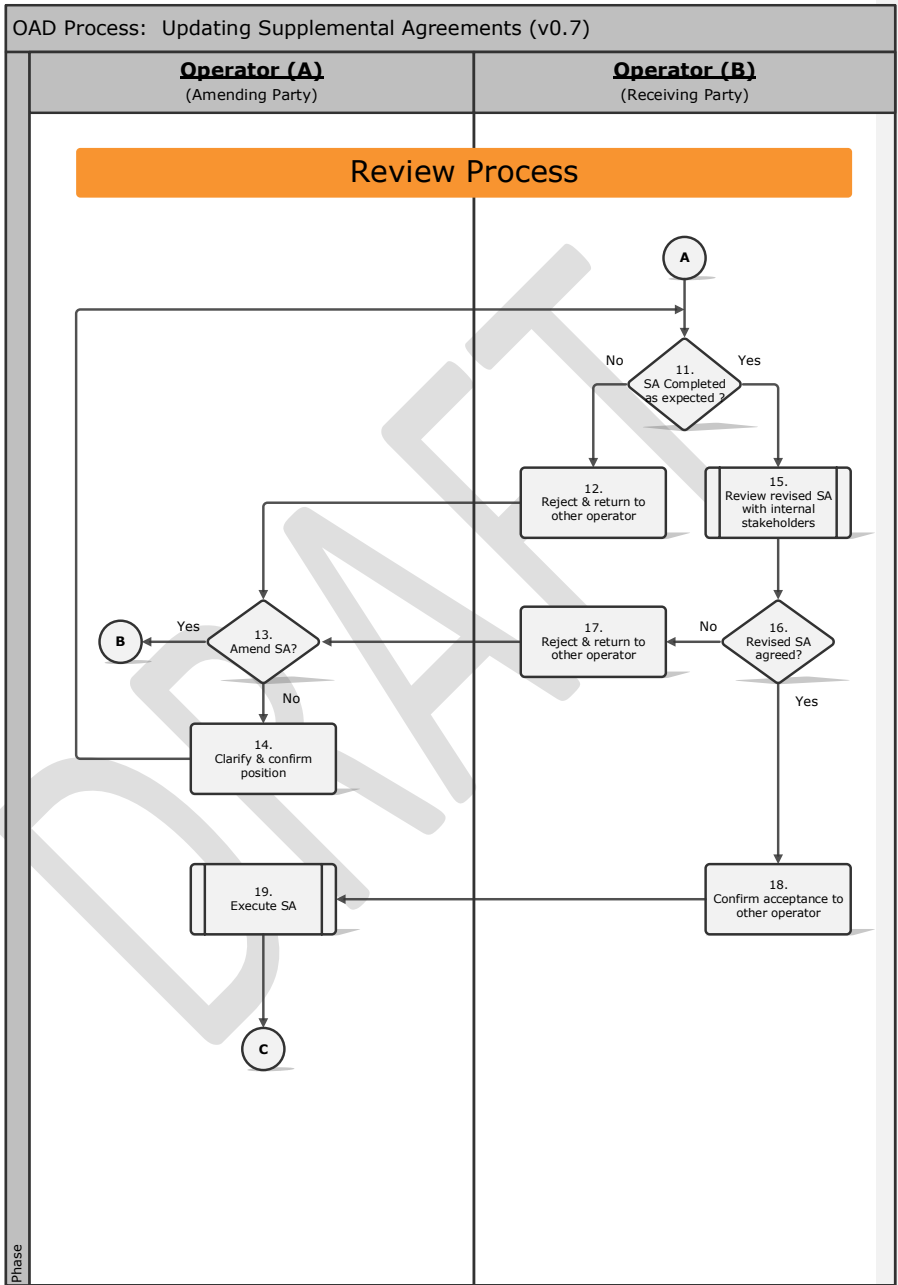 OAD Process:  Updating Supplemental Agreements (v0.7)
Operator (A)
(Amending Party)
Operator (B)
(Receiving Party)
Review Process
A
No
Yes
11.
SA Completed
as expected ?
12.
Reject & return to
other operator
15.
Review revised SA
with internal
stakeholders
B
Yes
13.
Amend SA?
17.
Reject & return to
other operator
No
16.
Revised SA
agreed?
No
Yes
14.
Clarify & confirm
position
19.
Execute SA
18.
Confirm acceptance to
other operator
C
Phase
DRAFT